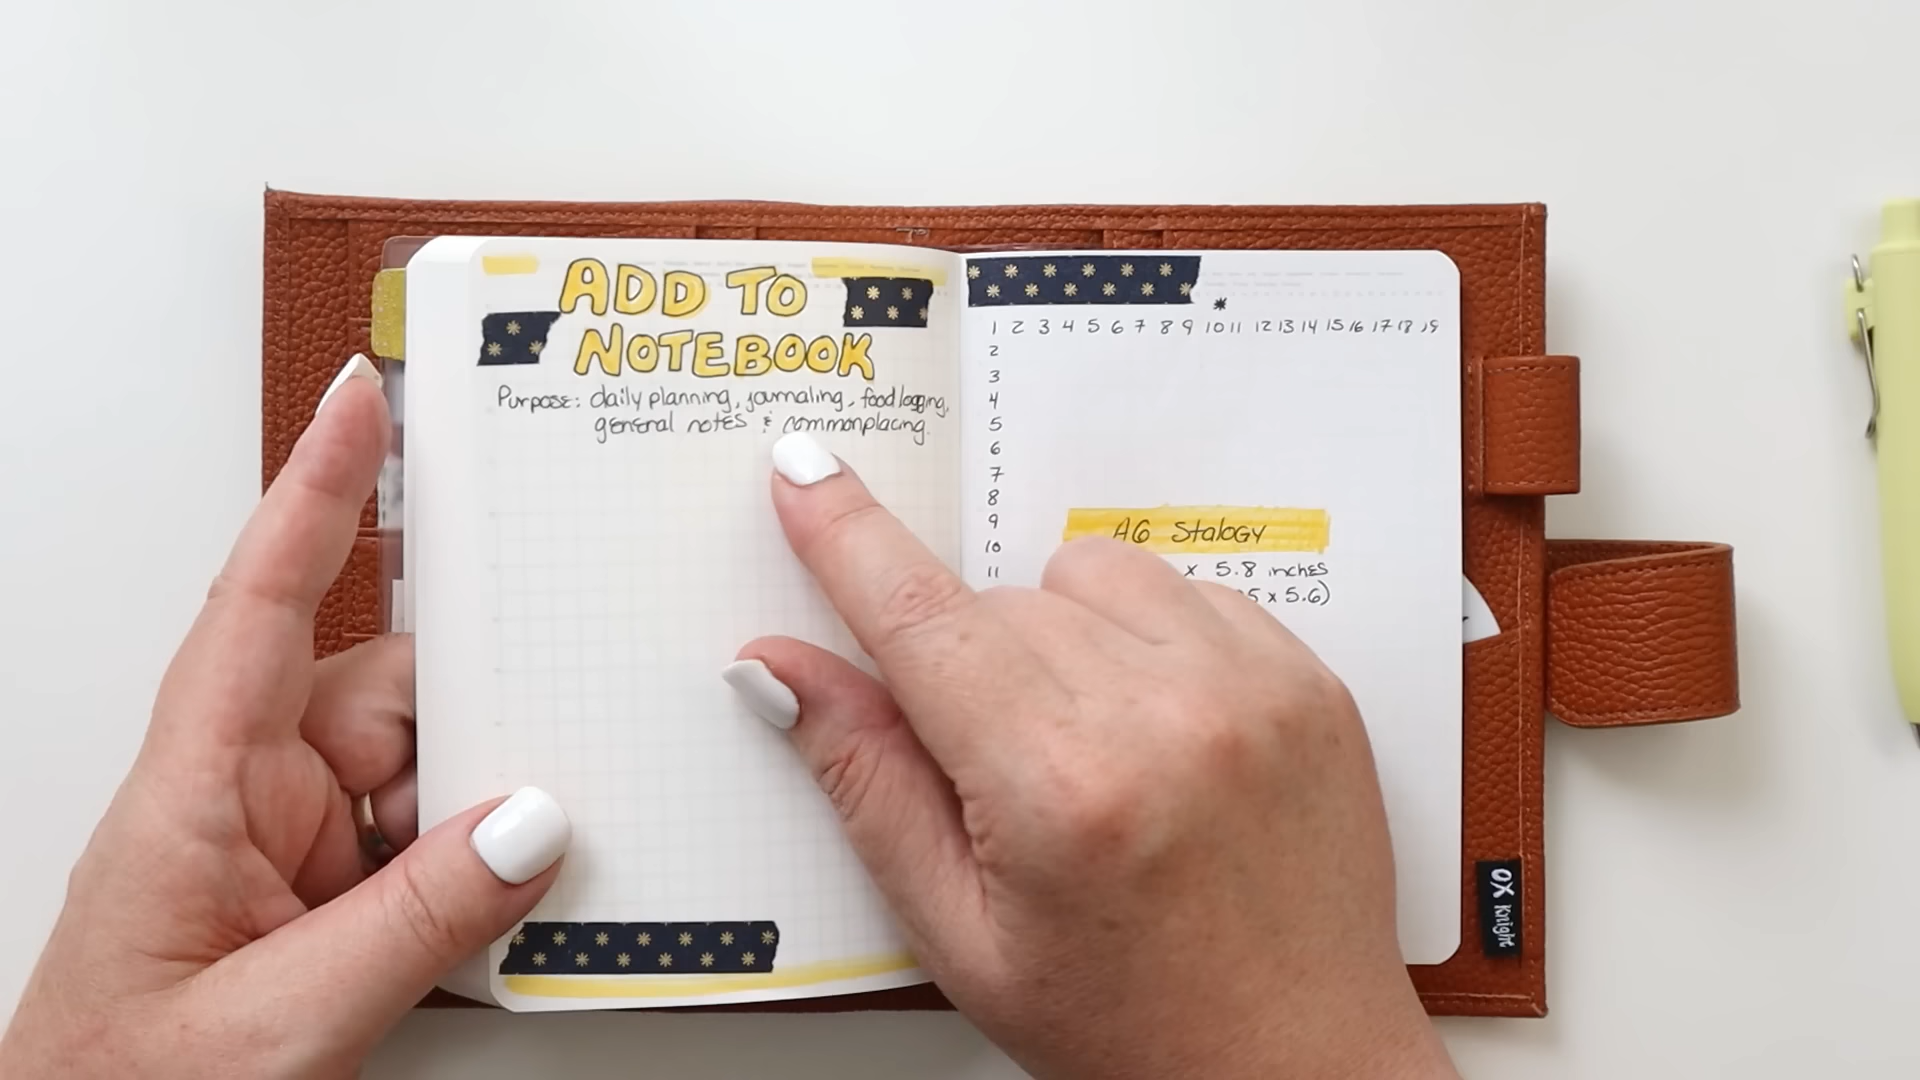 ADD TO
NOTEBOOK
Purpose: daily planning, journaling, food logging,
general notes & commonplacing.
1 2 3 4 5 6 7 8 9 10 11 12 13 14 15 16 17 18 19
2
3
4
5
6
7
8
9
10
11
A6 Stalogy
x 5.8 inches
5 x 5.6)
OX Knight